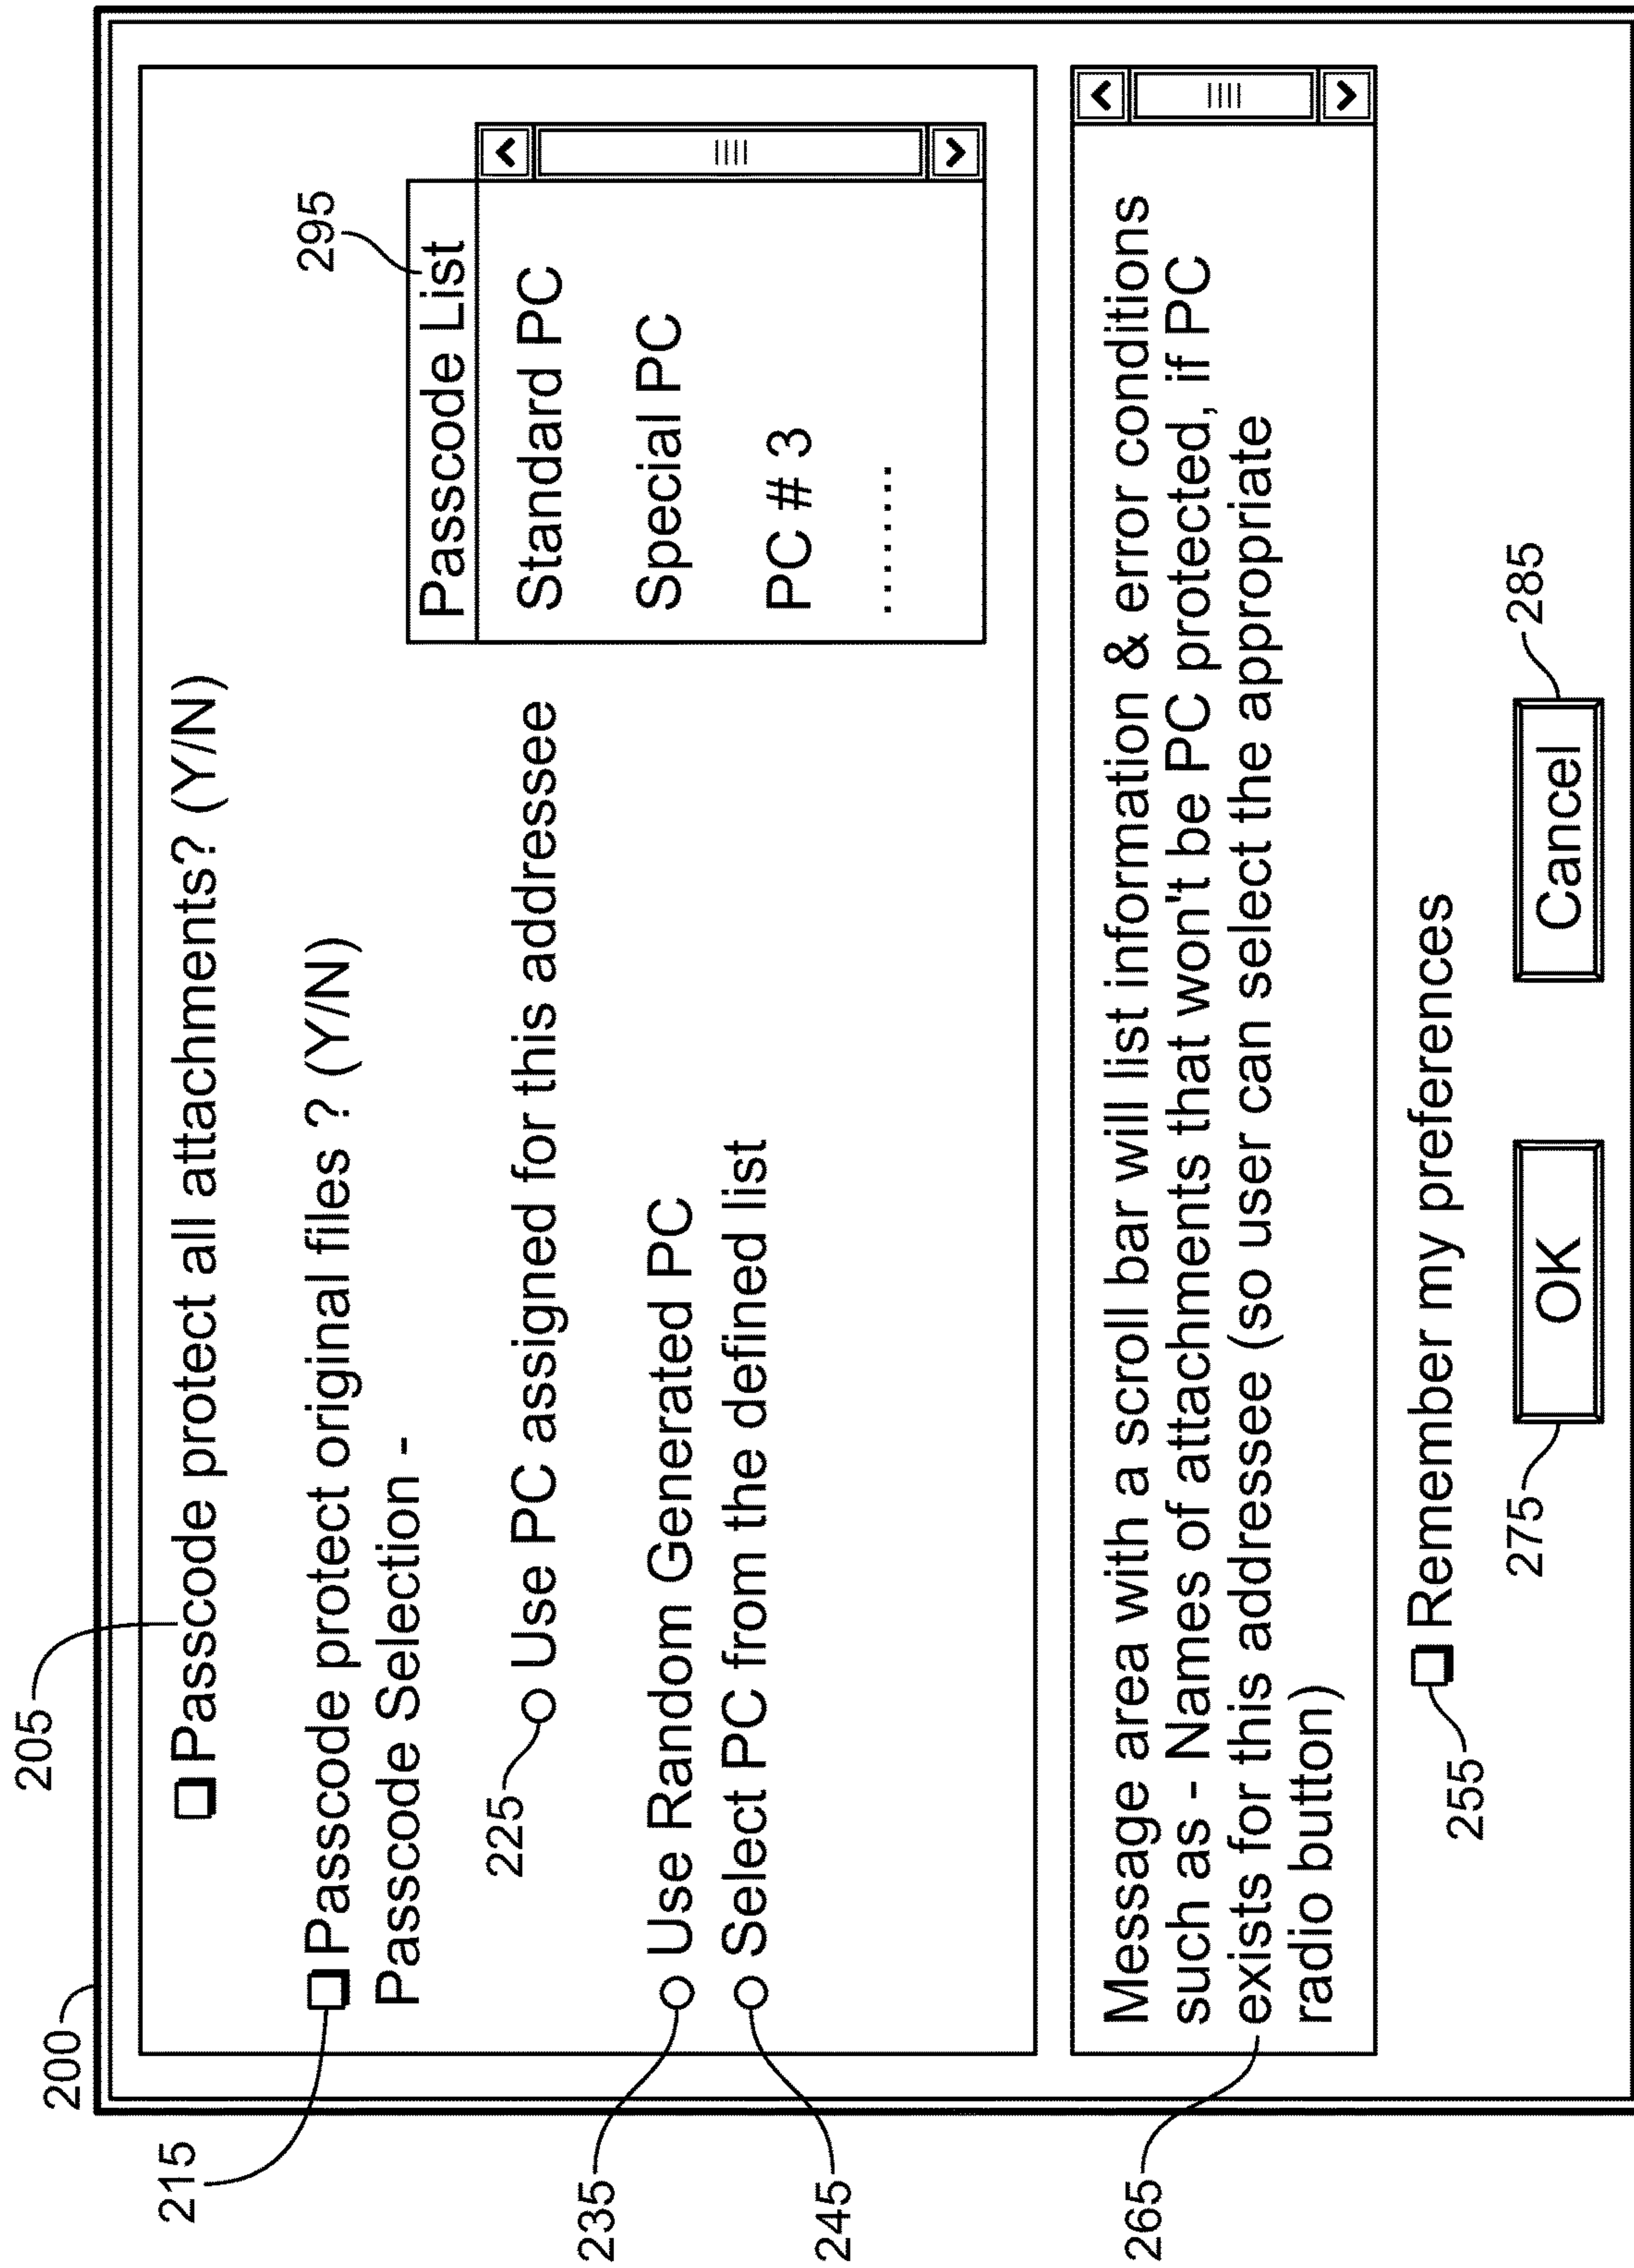 200
205
Passcode protect all attachments? (Y/N)
215
Passcode protect original files ? (Y/N)
Passcode Selection -
295
Passcode List
Standard PC
Special PC
PC # 3
........
225
Use PC assigned for this addressee
235
Use Random Generated PC
245
Select PC from the defined list
265
Message area with a scroll bar will list information & error conditions
such as - Names of attachments that won't be PC protected, if PC
exists for this addressee (so user can select the appropriate
radio button)
255
Remember my preferences
275
OK
Cancel
285